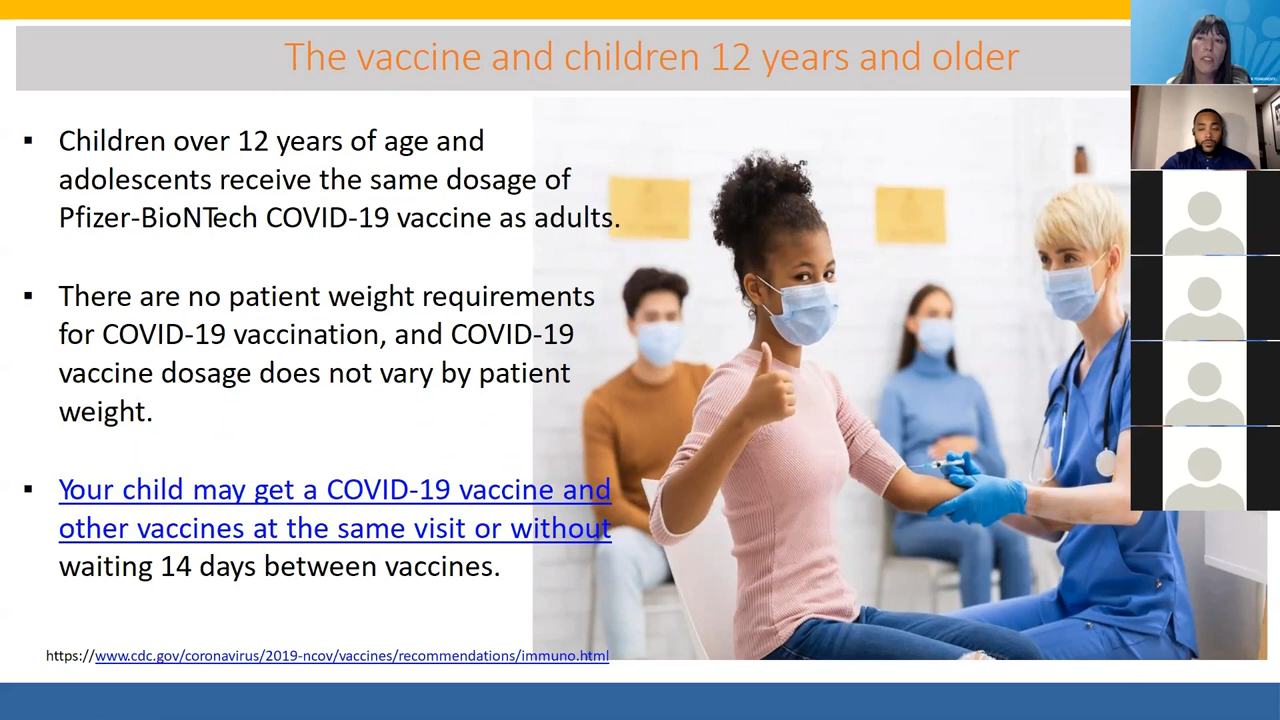 The vaccine and children 12 years and older
▪ Children over 12 years of age and
adolescents receive the same dosage of
Pfizer-BioNTech COVID-19 vaccine as adults.
▪ There are no patient weight requirements
for COVID-19 vaccination, and COVID-19
vaccine dosage does not vary by patient
weight.
▪ Your child may get a COVID-19 vaccine and
other vaccines at the same visit or without
waiting 14 days between vaccines.
https://www.cdc.gov/coronavirus/2019-ncov/vaccines/recommendations/immuno.html